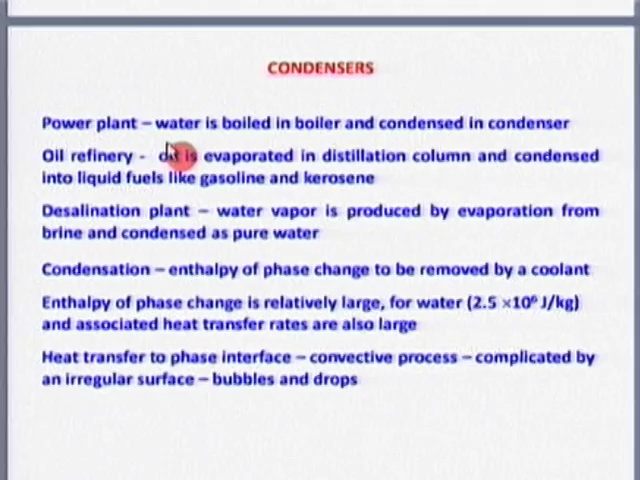 CONDENSERS
Power plant – water is boiled in boiler and condensed in condenser
Oil refinery - oil is evaporated in distillation column and condensed
into liquid fuels like gasoline and kerosene
Desalination plant – water vapor is produced by evaporation from
brine and condensed as pure water
Condensation – enthalpy of phase change to be removed by a coolant
Enthalpy of phase change is relatively large, for water (2.5 ×10⁶ J/kg)
and associated heat transfer rates are also large
Heat transfer to phase interface – convective process – complicated by
an irregular surface – bubbles and drops